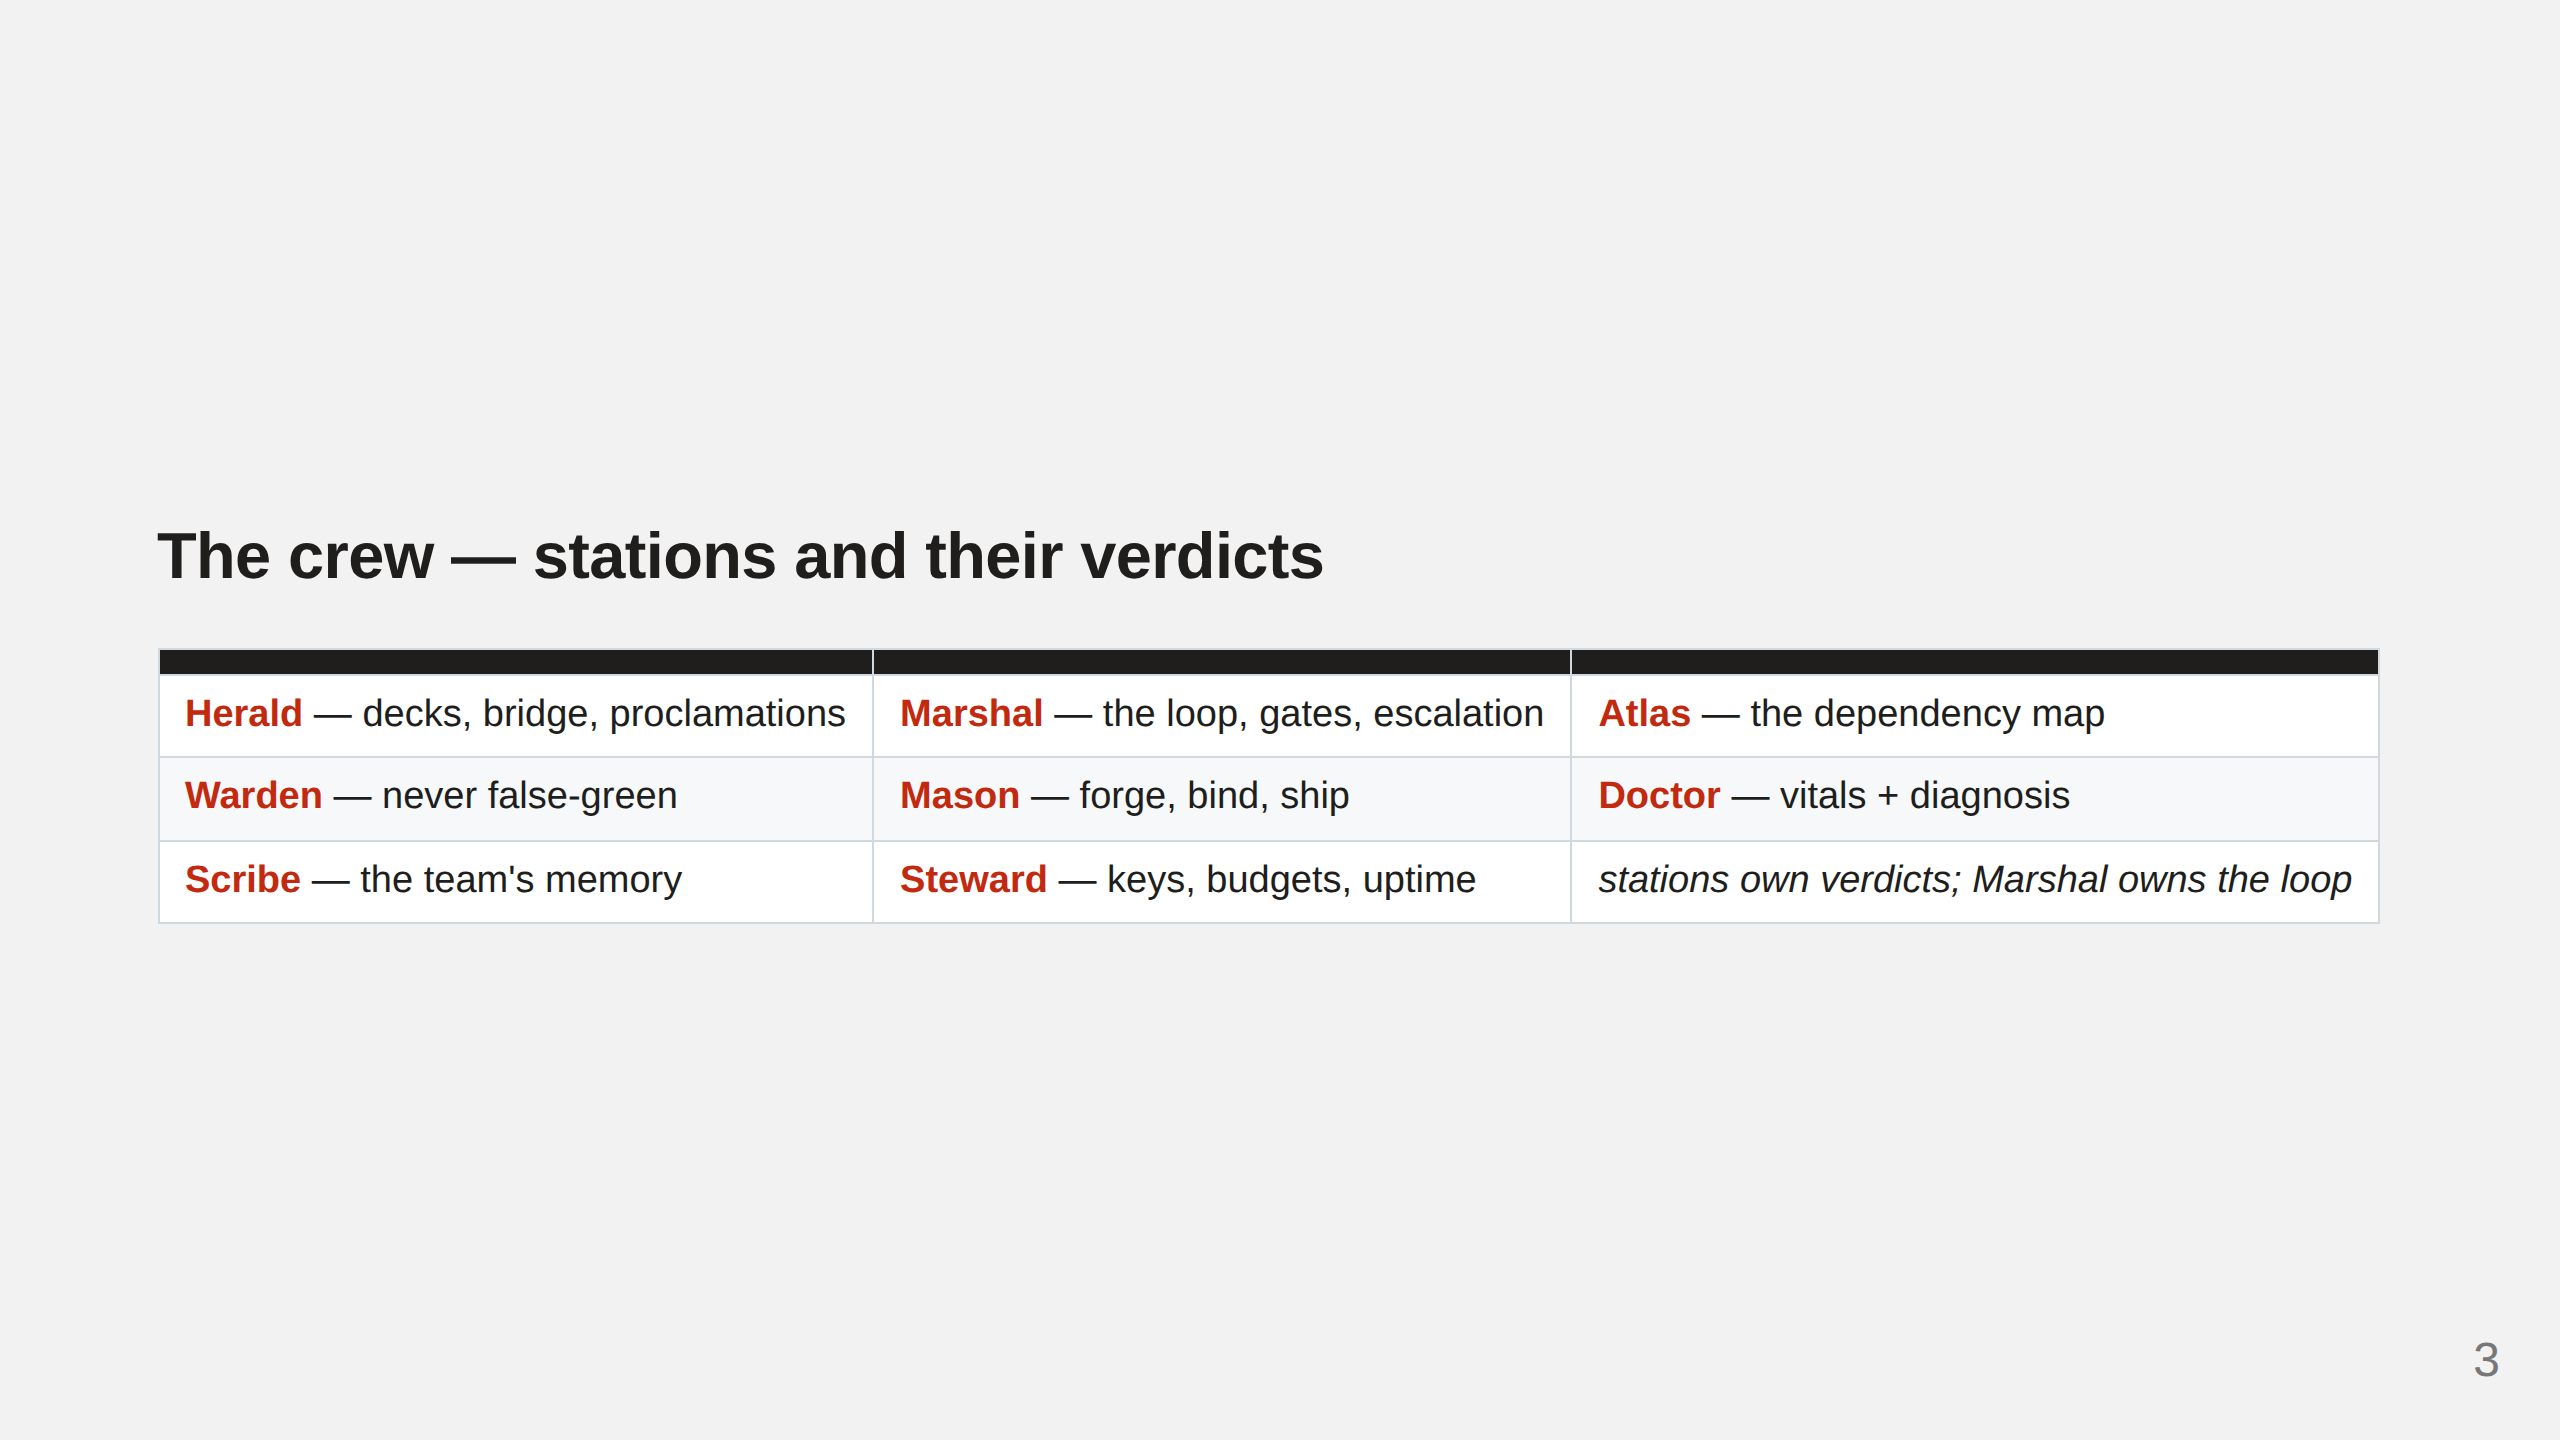 The crew — stations and their verdicts
Herald — decks, bridge, proclamations
Marshal — the loop, gates, escalation
Atlas — the dependency map
Warden — never false-green
Mason — forge, bind, ship
Doctor — vitals + diagnosis
Scribe — the team's memory
Steward — keys, budgets, uptime
stations own verdicts; Marshal owns the loop
3